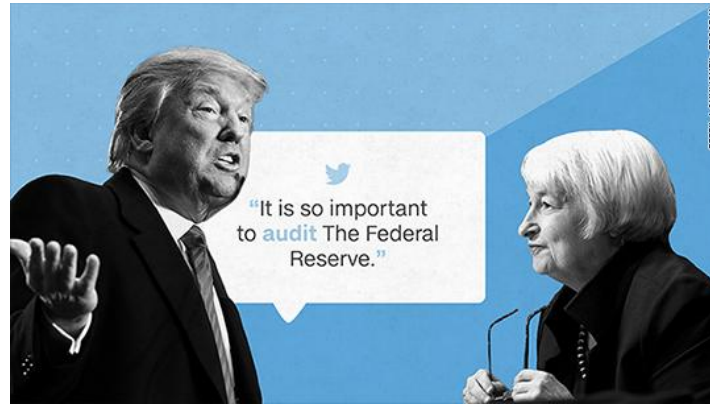 “It is so important
to audit The Federal
Reserve.”